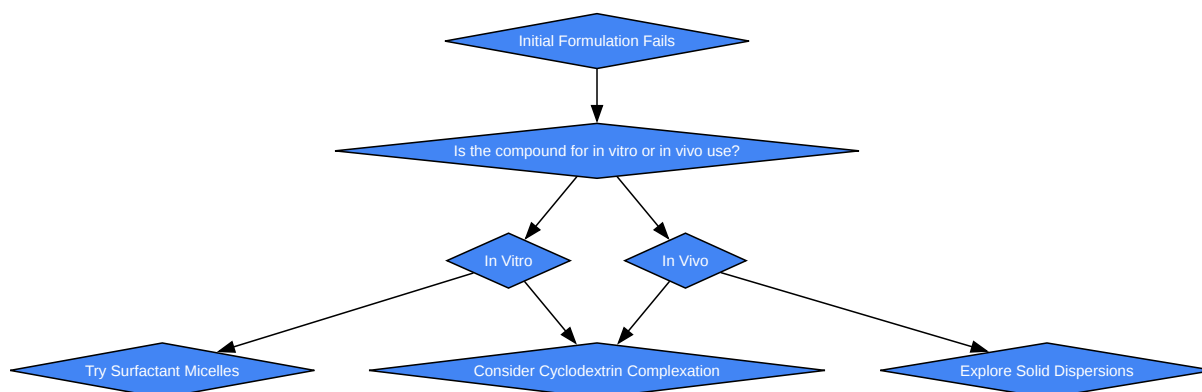 Initial Formulation Fails
Is the compound for in vitro or in vivo use?
In Vitro
In Vivo
Try Surfactant Micelles
Consider Cyclodextrin Complexation
Explore Solid Dispersions